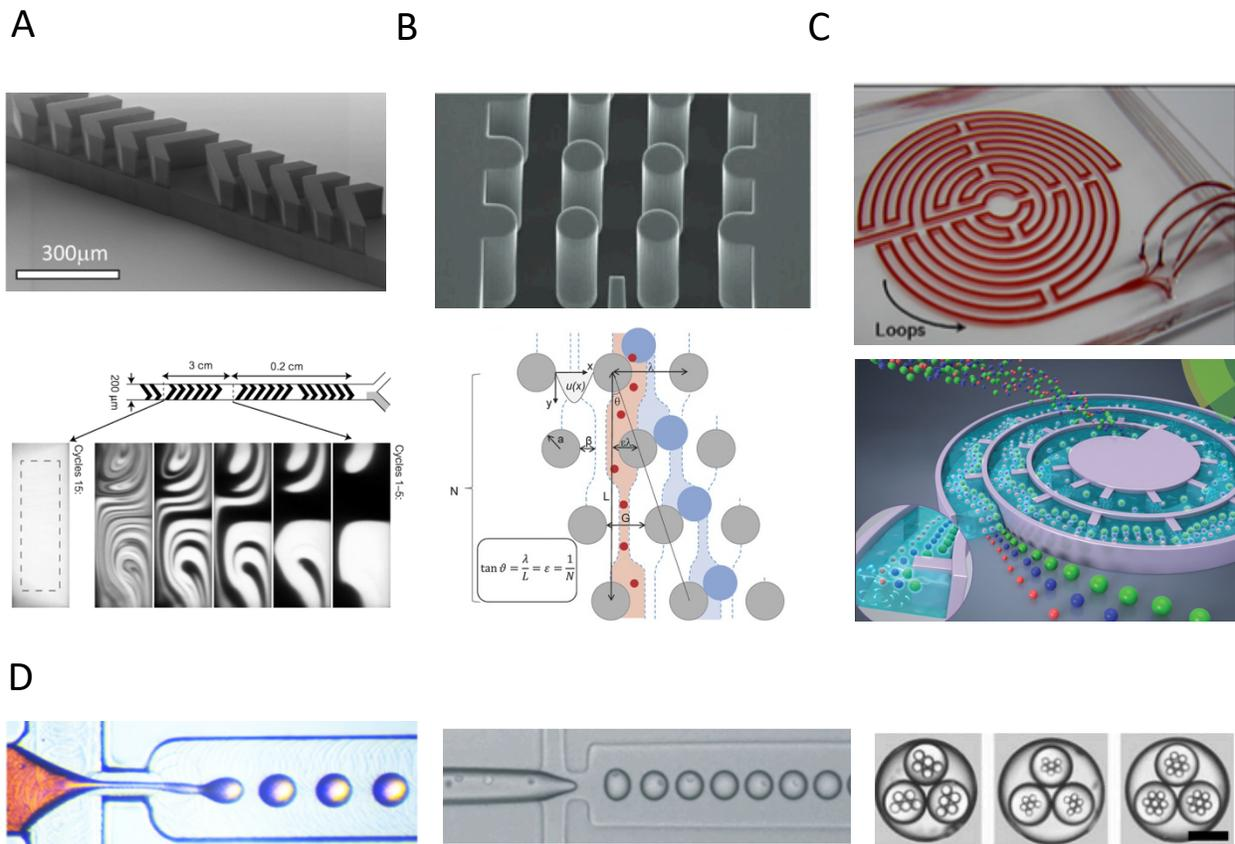 A
B
C
300µm
Loops
3 cm
0.2 cm
200 µm
Cycles 15:
Cycles 1–5:
x
λ
u(x)
y
θ
a
β
ελ
N
L
G
tan ϑ = λ/L = ε = 1/N
D